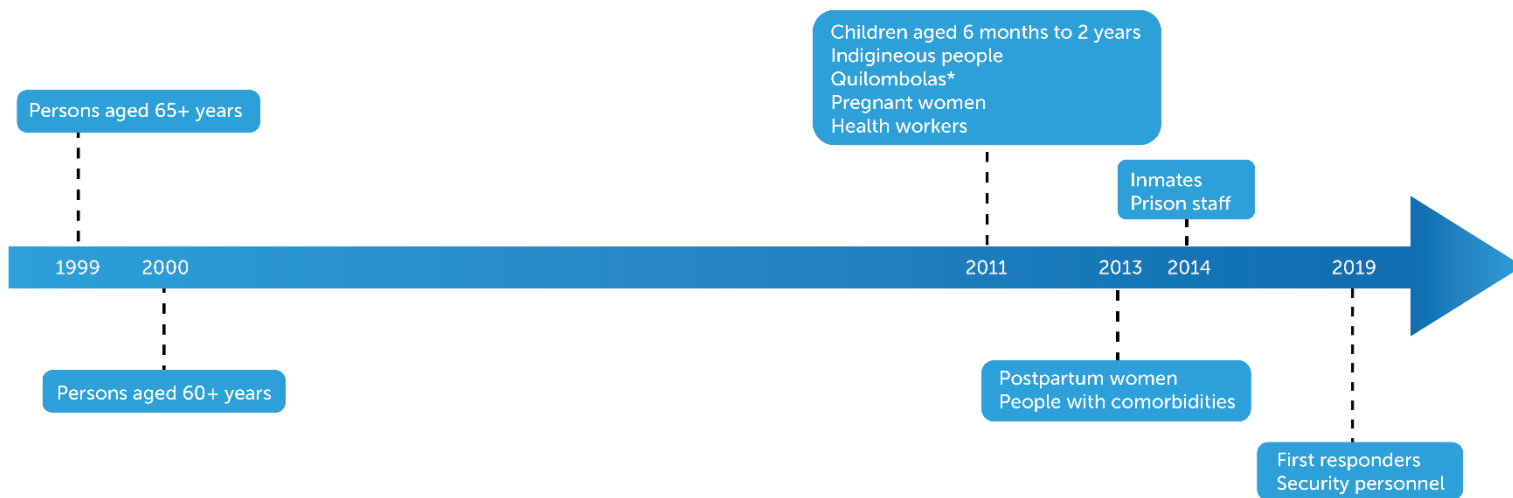 Children aged 6 months to 2 years
Indigineous people
Quilombolas*
Pregnant women
Health workers
Persons aged 65+ years
Inmates
Prison staff
1999 2000 2011 2013 2014 2019
Persons aged 60+ years
Postpartum women
People with comorbidities
First responders
Security personnel